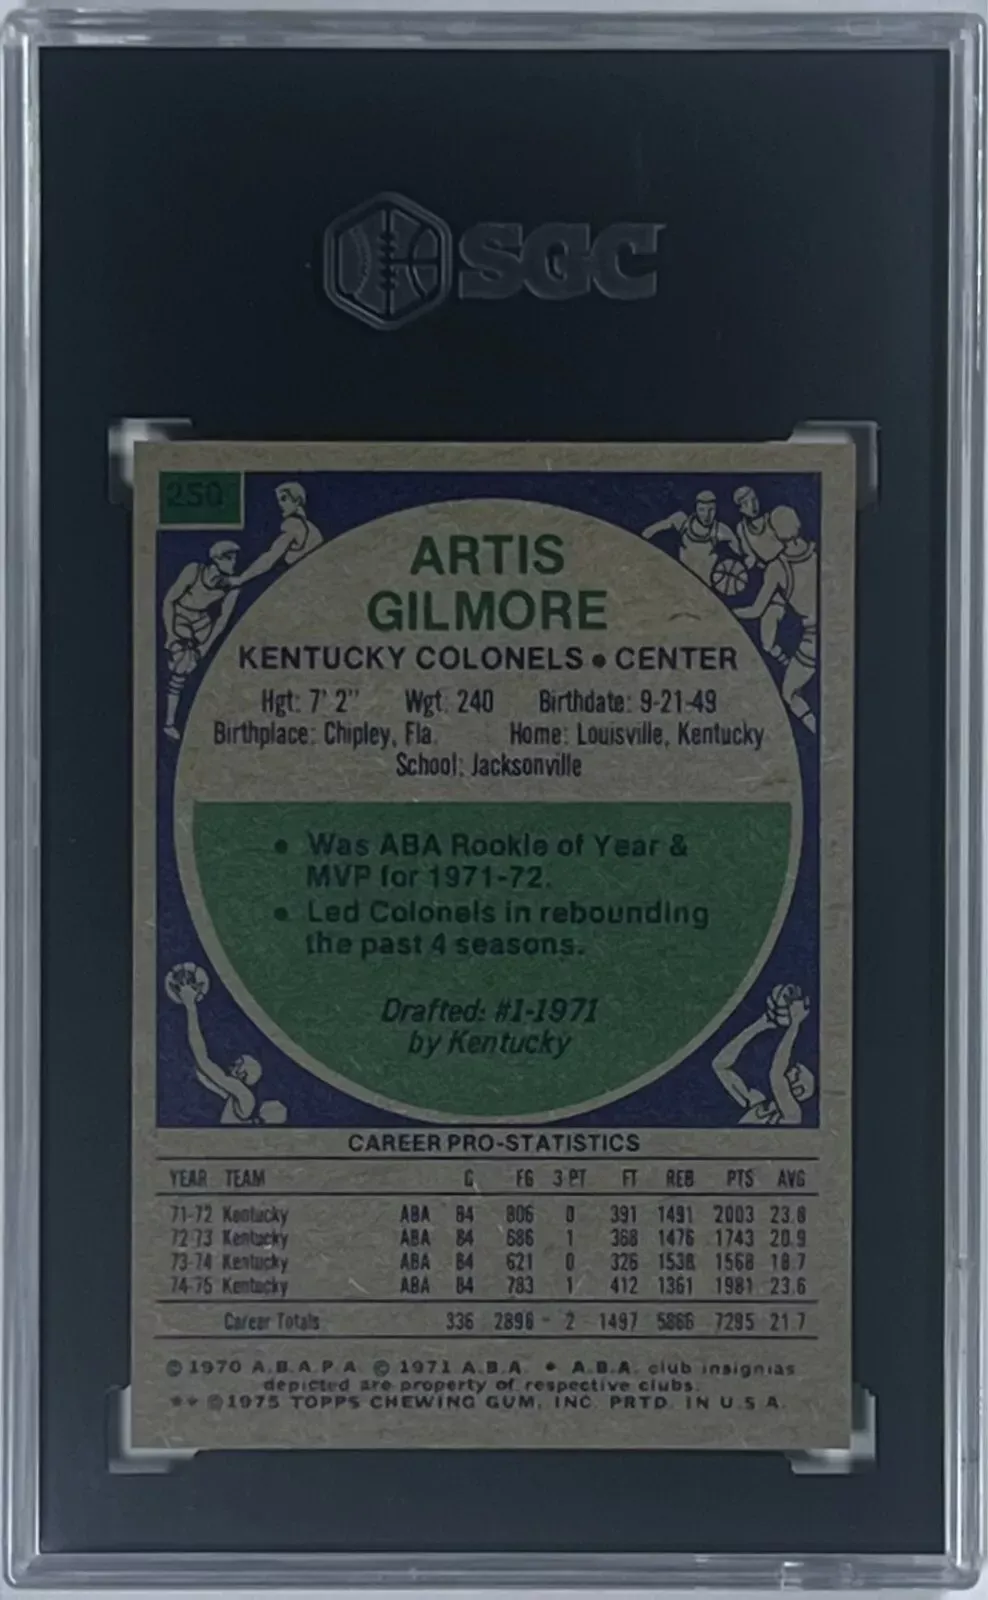 SGC
250
ARTIS
GILMORE
KENTUCKY COLONELS • CENTER
Hgt: 7' 2" Wgt: 240 Birthdate: 9-21-49
Birthplace: Chipley, Fla. Home: Louisville, Kentucky
School: Jacksonville
• Was ABA Rookie of Year &
MVP for 1971-72.
• Led Colonels in rebounding
the past 4 seasons.
Drafted: #1-1971
by Kentucky
CAREER PRO-STATISTICS
YEAR TEAM G FG 3 PT FT REB PTS AVG
71-72 Kentucky ABA 84 806 0 391 1491 2003 23.8
72-73 Kentucky ABA 84 686 1 368 1476 1743 20.9
73-74 Kentucky ABA 84 621 0 326 1538 1568 18.7
74-75 Kentucky ABA 84 783 1 412 1361 1981 23.6
Career Totals 336 2896 - 2 1497 5866 7295 21.7
© 1970 A.B.A.P.A. © 1971 A.B.A. • A.B.A. club insignias
depicted are property of respective clubs.
** © 1975 TOPPS CHEWING GUM, INC. PRTD. IN U.S.A.